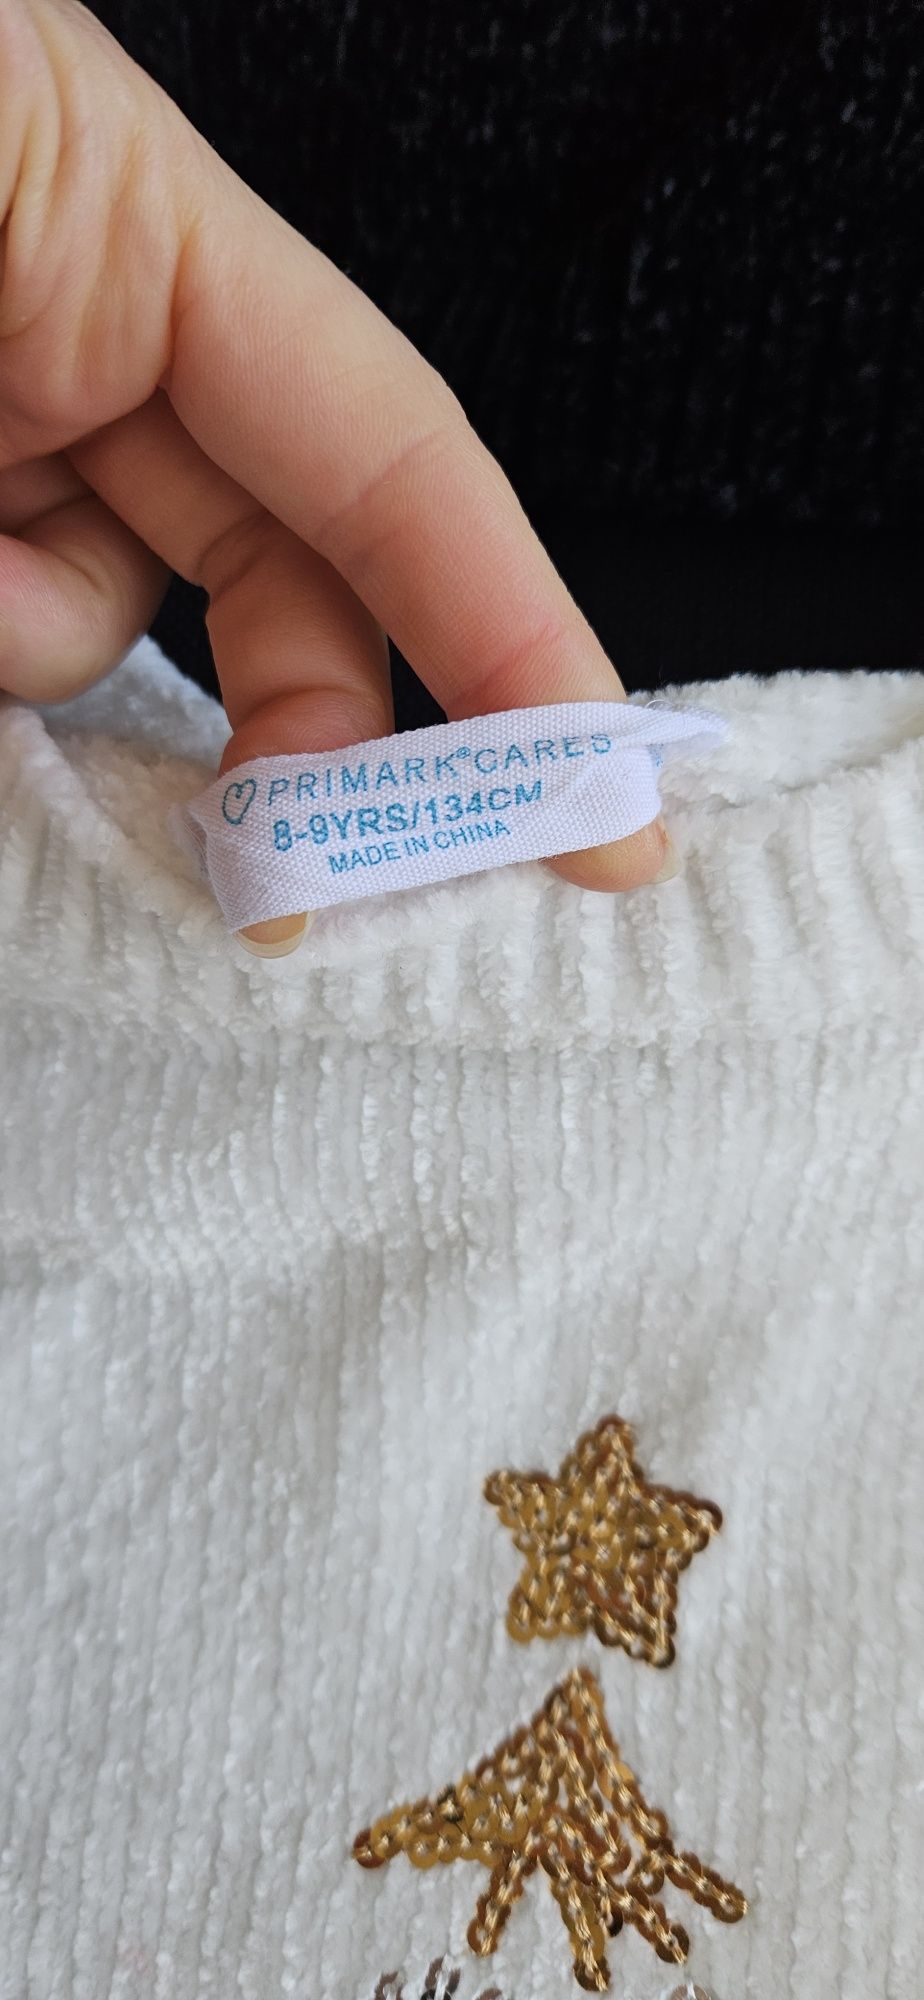 PRIMARK® CARES
8-9YRS/134CM
MADE IN CHINA